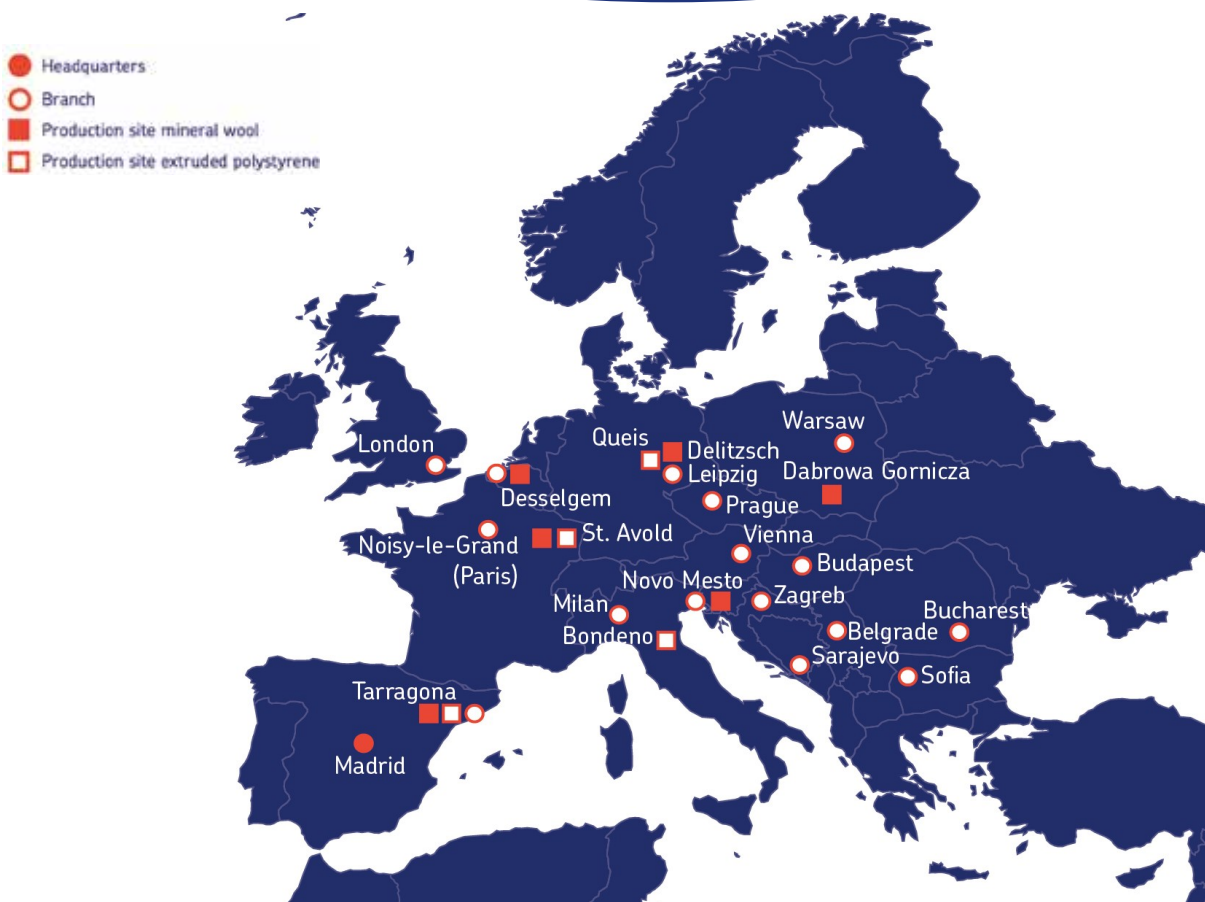 Headquarters
Branch
Production site mineral wool
Production site extruded polystyrene
Warsaw
Queis
London
Delitzsch
Dabrowa Gornicza
Leipzig
Desselgem
Prague
St. Avold
Vienna
Noisy-le-Grand
(Paris)
Budapest
Novo Mesto
Zagreb
Milan
Bucharest
Belgrade
Bondeno
Sarajevo
Sofia
Tarragona
Madrid